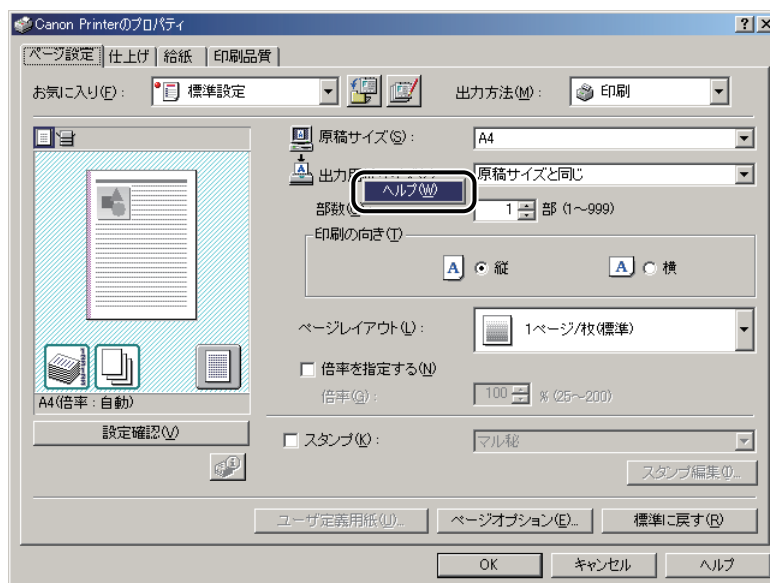 Canon Printerのプロパティ
ページ設定 仕上げ 給紙 印刷品質
お気に入り(F): 標準設定 出力方法(M): 印刷
原稿サイズ(S): A4
出力用 原稿サイズと同じ
ヘルプ(W)
部数( 1 部 (1~999)
印刷の向き(T)
A 縦 A 横
ページレイアウト(L): 1ページ/枚(標準)
倍率を指定する(N)
倍率(G): 100 % (25~200)
A4(倍率:自動)
設定確認(V)
スタンプ(K): マル秘
スタンプ編集(I)...
ユーザ定義用紙(U)... ページオプション(E)... 標準に戻す(R)
OK キャンセル ヘルプ